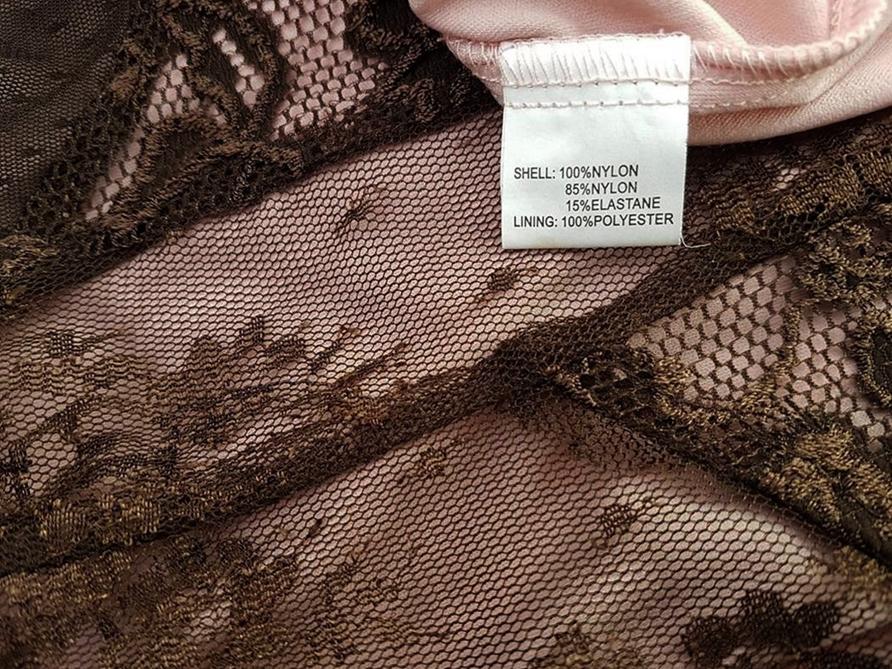 SHELL: 100%NYLON
85%NYLON
15%ELASTANE
LINING: 100%POLYESTER